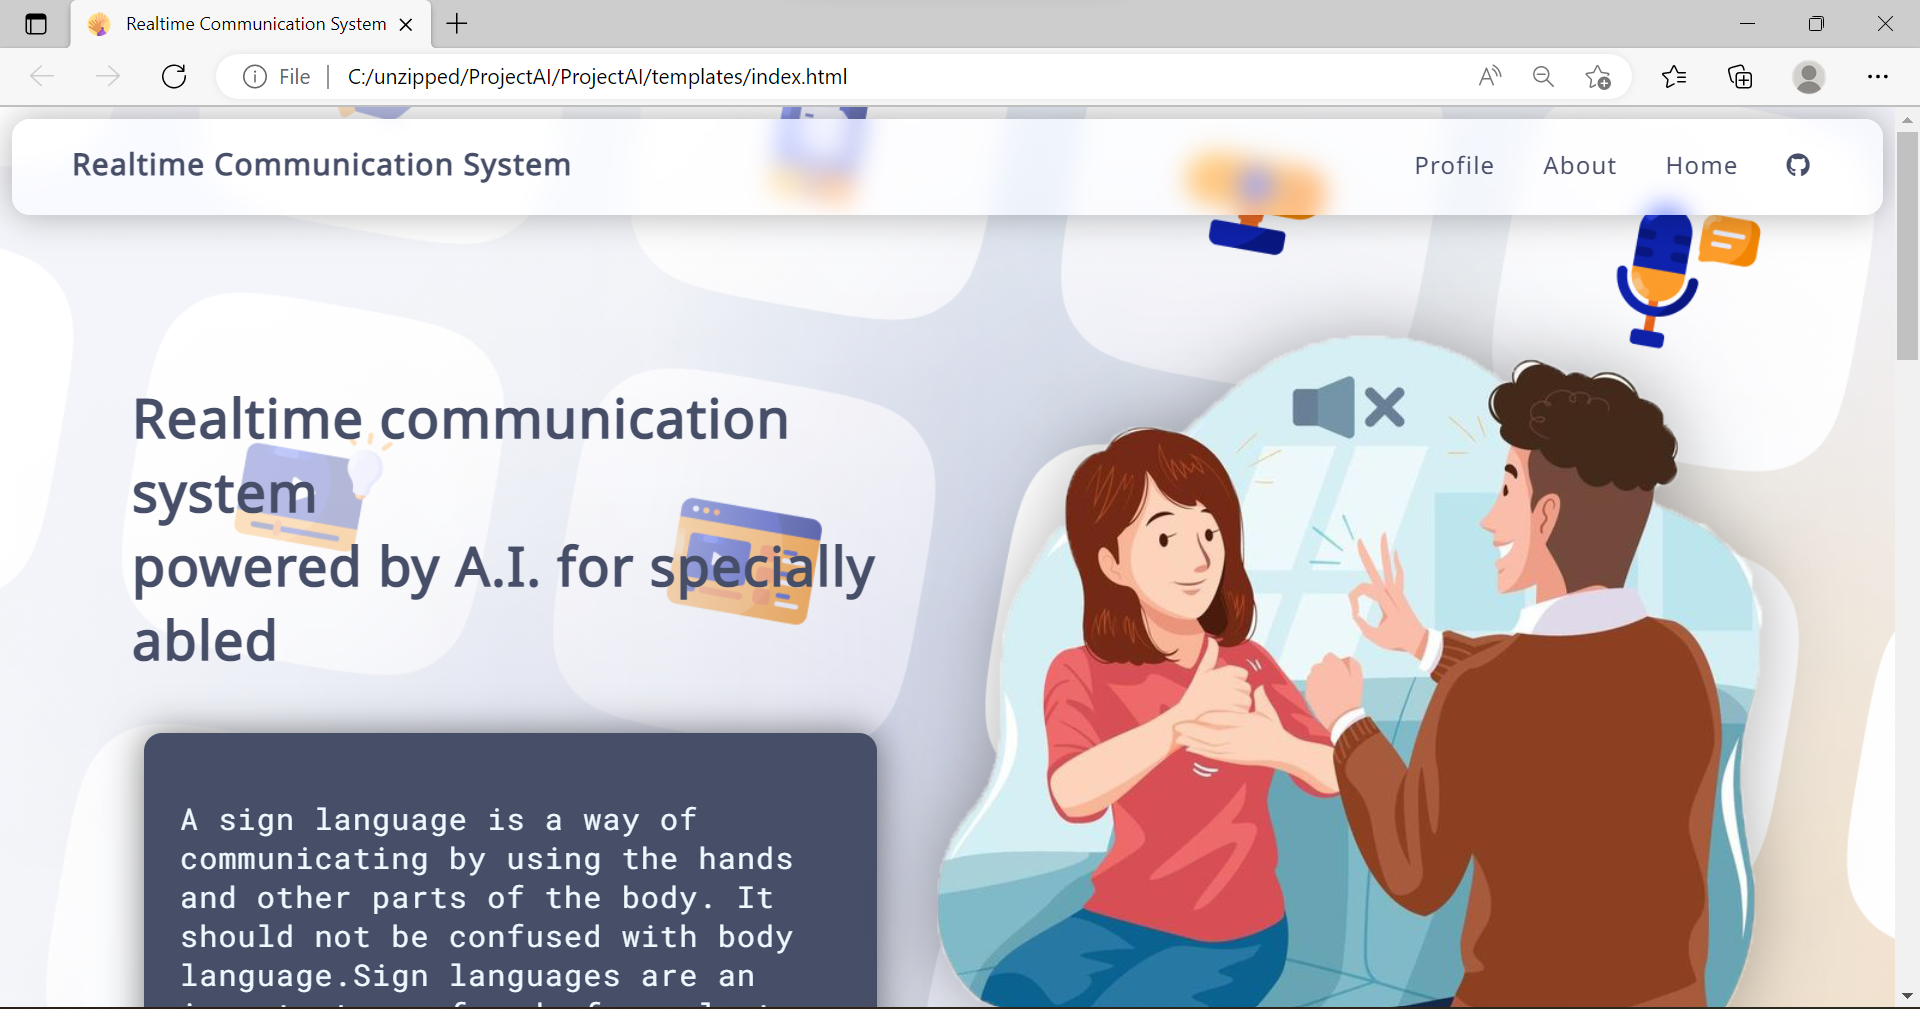 Realtime Communication System
File
C:/unzipped/ProjectAI/ProjectAI/templates/index.html
Realtime Communication System
Profile About Home
Realtime communication
system
powered by A.I. for specially
abled
A sign language is a way of
communicating by using the hands
and other parts of the body. It
should not be confused with body
language.Sign languages are an